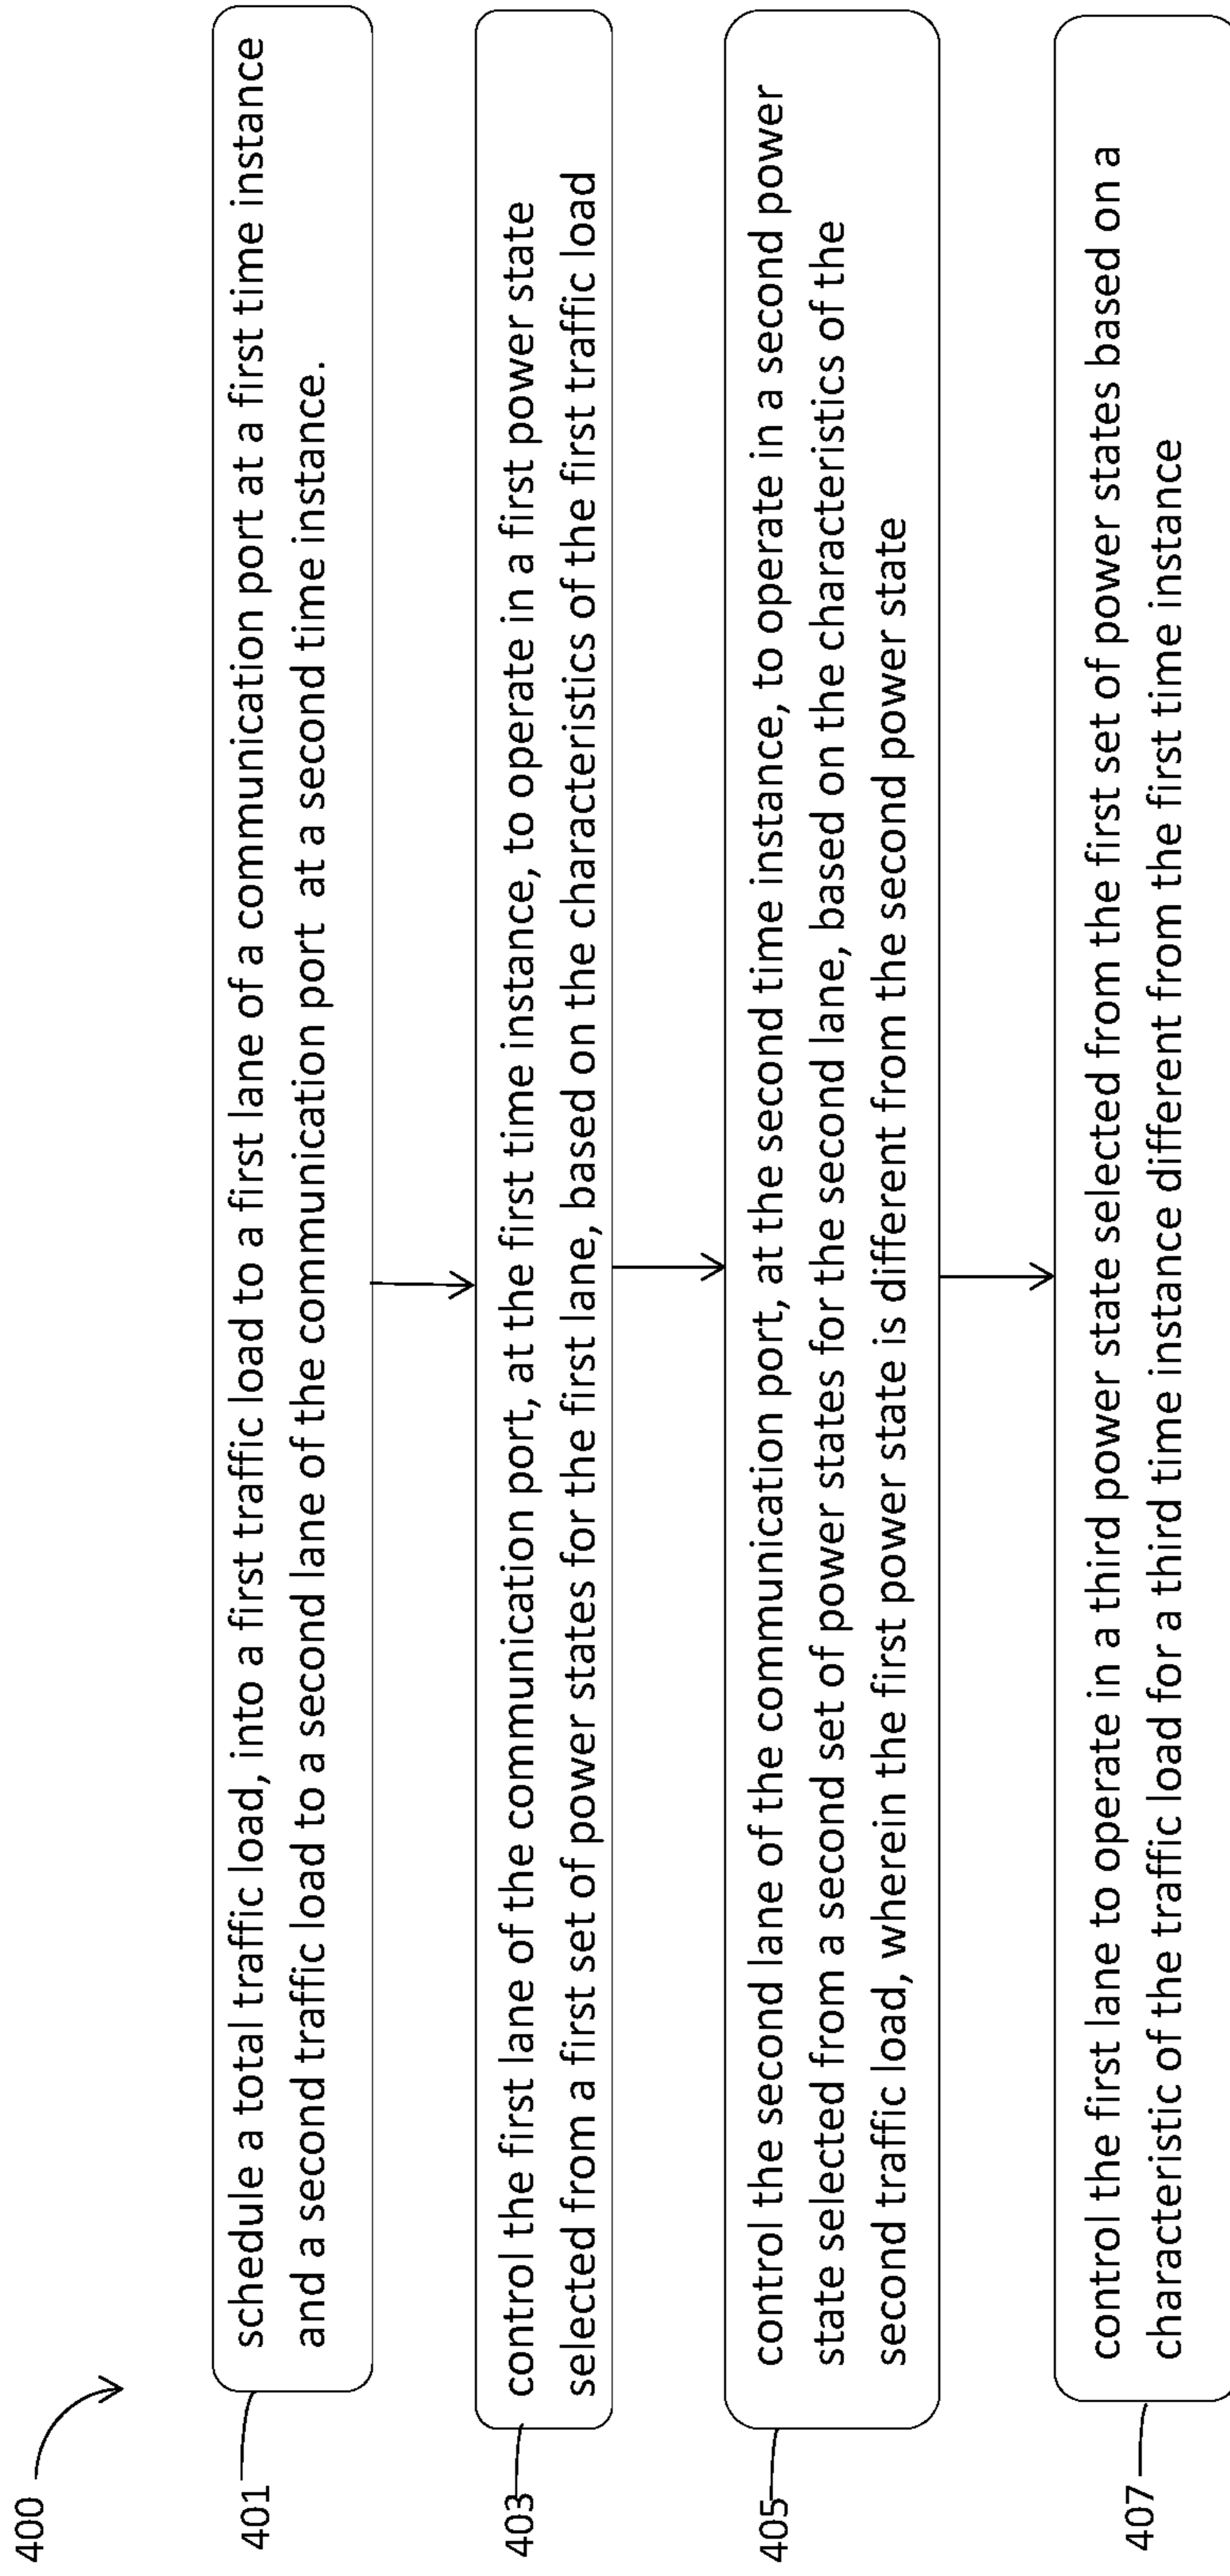 400
401
schedule a total traffic load, into a first traffic load to a first lane of a communication port at a first time instance
and a second traffic load to a second lane of the communication port at a second time instance.
403
control the first lane of the communication port, at the first time instance, to operate in a first power state
selected from a first set of power states for the first lane, based on the characteristics of the first traffic load
405
control the second lane of the communication port, at the second time instance, to operate in a second power
state selected from a second set of power states for the second lane, based on the characteristics of the
second traffic load, wherein the first power state is different from the second power state
407
control the first lane to operate in a third power state selected from the first set of power states based on a
characteristic of the traffic load for a third time instance different from the first time instance